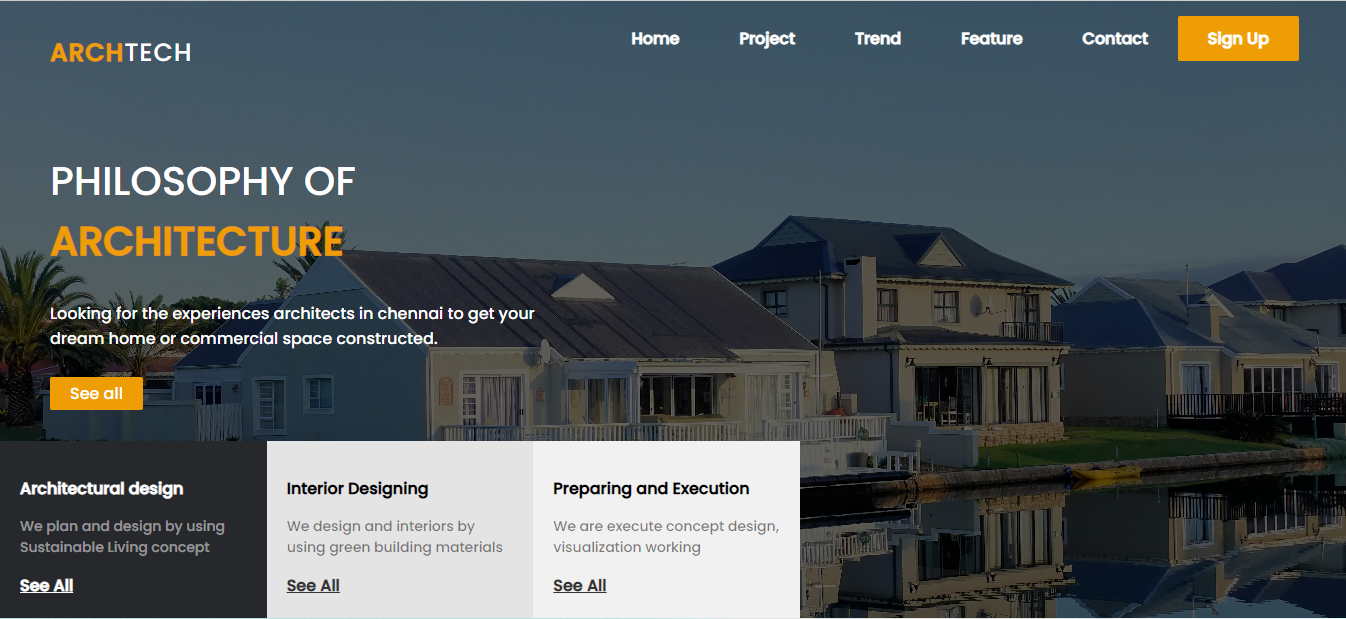 ARCHTECH
Home Project Trend Feature Contact Sign Up
PHILOSOPHY OF
ARCHITECTURE
Looking for the experiences architects in chennai to get your
dream home or commercial space constructed.
See all
Architectural design
We plan and design by using
Sustainable Living concept
See All
Interior Designing
We design and interiors by
using green building materials
See All
Preparing and Execution
We are execute concept design,
visualization working
See All